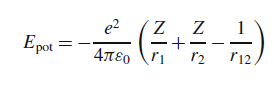 E_pot = − e²/(4πε₀) (Z/r₁ + Z/r₂ − 1/r₁₂)